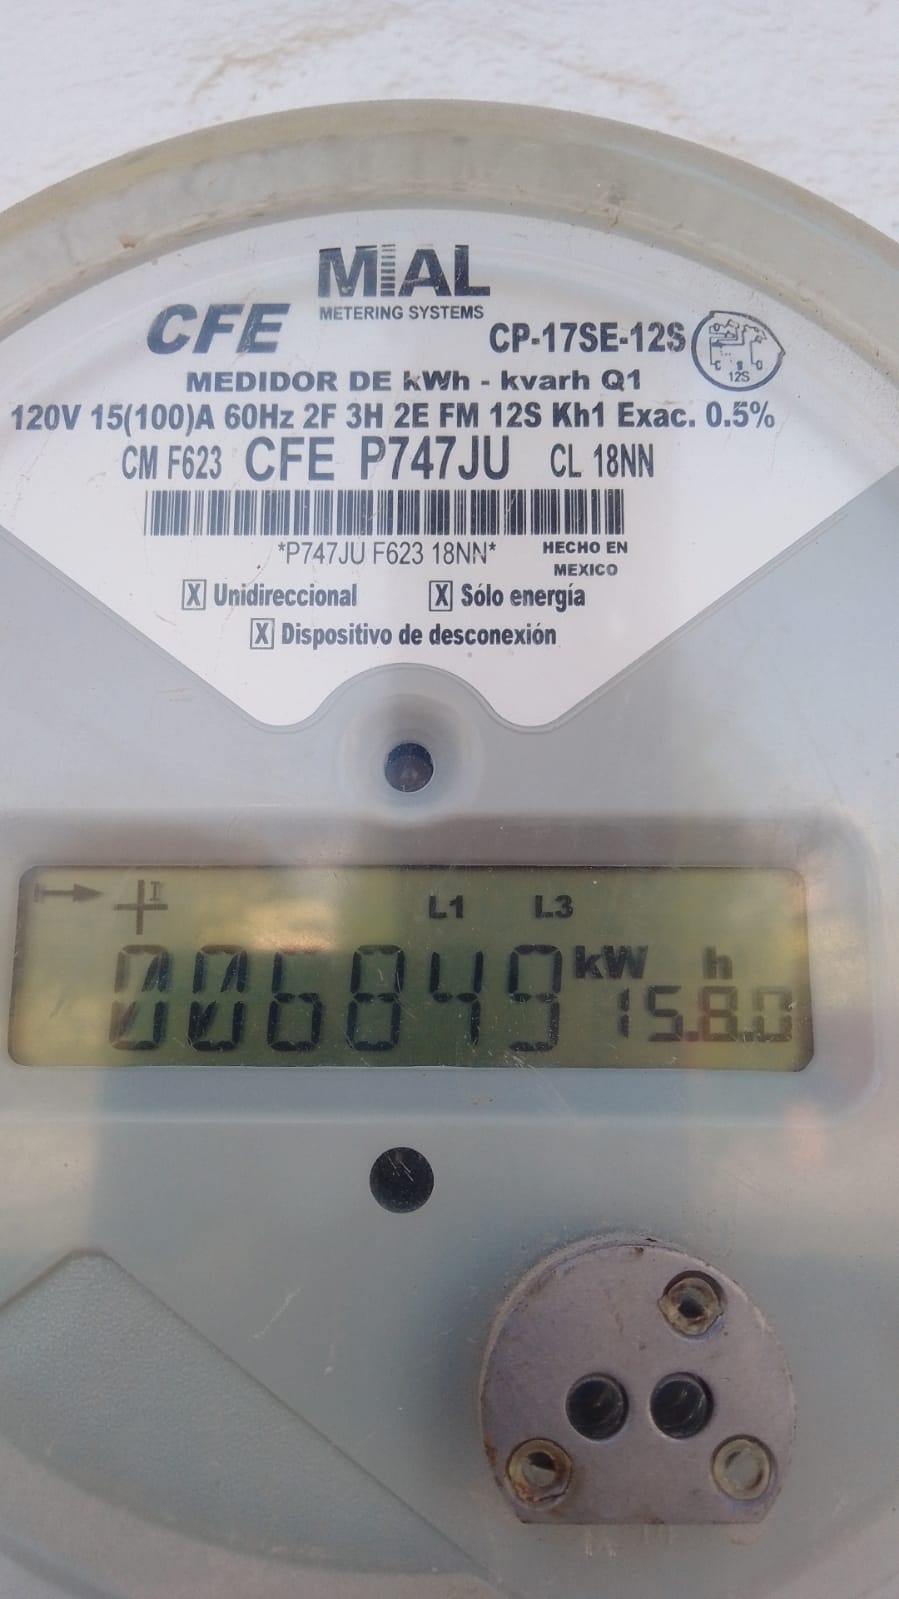 MIAL
METERING SYSTEMS
CFE
CP-17SE-12S
12S
MEDIDOR DE kWh - kvarh Q1
120V 15(100)A 60Hz 2F 3H 2E FM 12S Kh1 Exac. 0.5%
CM F623 CFE P747JU CL 18NN
*P747JU F623 18NN*
HECHO EN
MEXICO
X Unidireccional X Sólo energía
X Dispositivo de desconexión
L1 L3
006849 kW h 15.8.0